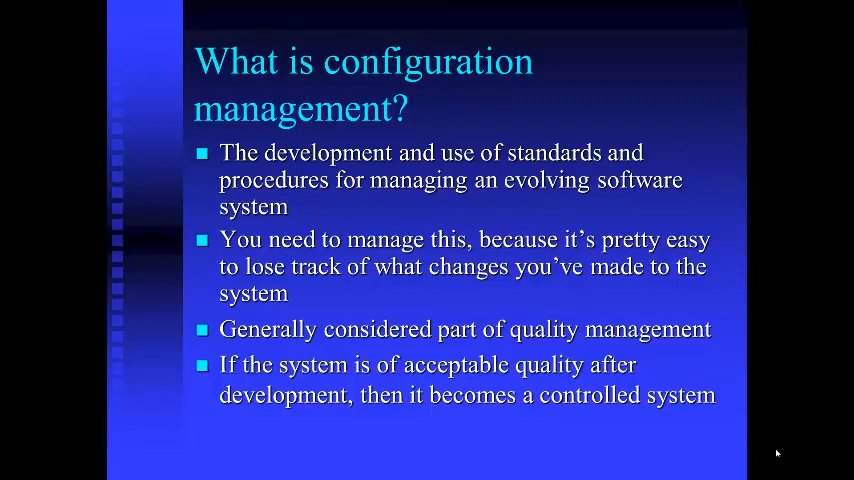 What is configuration
management?
The development and use of standards and
procedures for managing an evolving software
system
You need to manage this, because it’s pretty easy
to lose track of what changes you’ve made to the
system
Generally considered part of quality management
If the system is of acceptable quality after
development, then it becomes a controlled system